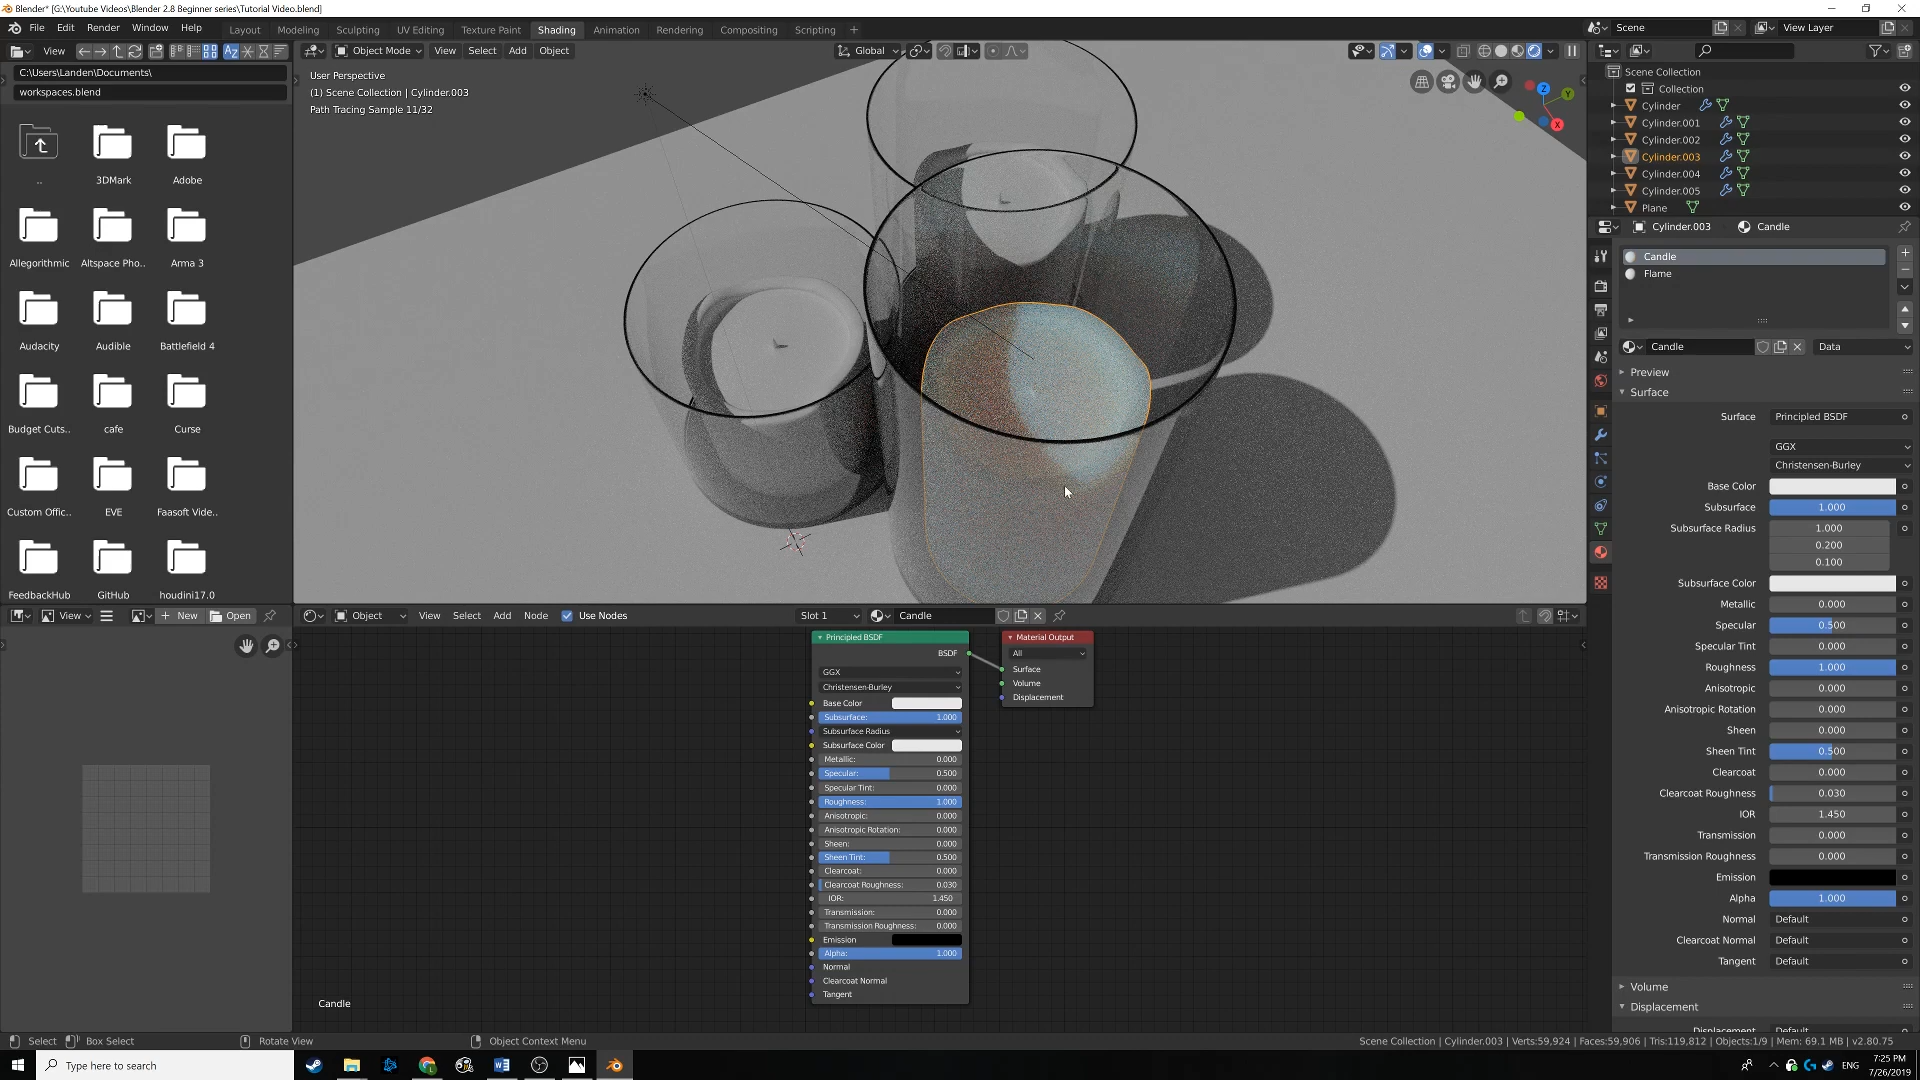 Blender* [G:\Youtube Videos\Blender 2.8 Beginner series\Tutorial Video.blend]
File Edit Render Window Help
Layout Modeling Sculpting UV Editing Texture Paint Shading Animation Rendering Compositing Scripting +
Scene
View Layer
View
Object Mode View Select Add Object
Global
C:\Users\Landen\Documents\
workspaces.blend
..
3DMark
Adobe
Allegorithmic
Altspace Pho..
Arma 3
Audacity
Audible
Battlefield 4
Budget Cuts..
cafe
Curse
Custom Offic..
EVE
Faasoft Vide..
FeedbackHub
GitHub
houdini17.0
User Perspective
(1) Scene Collection | Cylinder.003
Path Tracing Sample 11/32
Z
Y
X
Scene Collection
Collection
Cylinder
Cylinder.001
Cylinder.002
Cylinder.003
Cylinder.004
Cylinder.005
Plane
Cylinder.003 Candle
Candle
Flame
Candle
Data
Preview
Surface
Surface Principled BSDF
GGX
Christensen-Burley
Base Color
Subsurface 1.000
Subsurface Radius 1.000
0.200
0.100
Subsurface Color
Metallic 0.000
Specular 0.500
Specular Tint 0.000
Roughness 1.000
Anisotropic 0.000
Anisotropic Rotation 0.000
Sheen 0.000
Sheen Tint 0.500
Clearcoat 0.000
Clearcoat Roughness 0.030
IOR 1.450
Transmission 0.000
Transmission Roughness 0.000
Emission
Alpha 1.000
Normal Default
Clearcoat Normal Default
Tangent Default
Volume
Displacement
Displacement Default
View New Open
Object View Select Add Node Use Nodes
Slot 1
Candle
Principled BSDF
BSDF
GGX
Christensen-Burley
Base Color
Subsurface: 1.000
Subsurface Radius
Subsurface Color
Metallic: 0.000
Specular: 0.500
Specular Tint: 0.000
Roughness: 1.000
Anisotropic: 0.000
Anisotropic Rotation: 0.000
Sheen: 0.000
Sheen Tint: 0.500
Clearcoat: 0.000
Clearcoat Roughness: 0.030
IOR: 1.450
Transmission: 0.000
Transmission Roughness: 0.000
Emission
Alpha: 1.000
Normal
Clearcoat Normal
Tangent
Material Output
All
Surface
Volume
Displacement
Candle
Select Box Select Rotate View Object Context Menu
Scene Collection | Cylinder.003 | Verts:59,924 | Faces:59,906 | Tris:119,812 | Objects:1/9 | Mem: 69.1 MB | v2.80.75
Type here to search
ENG
7:25 PM
7/26/2019